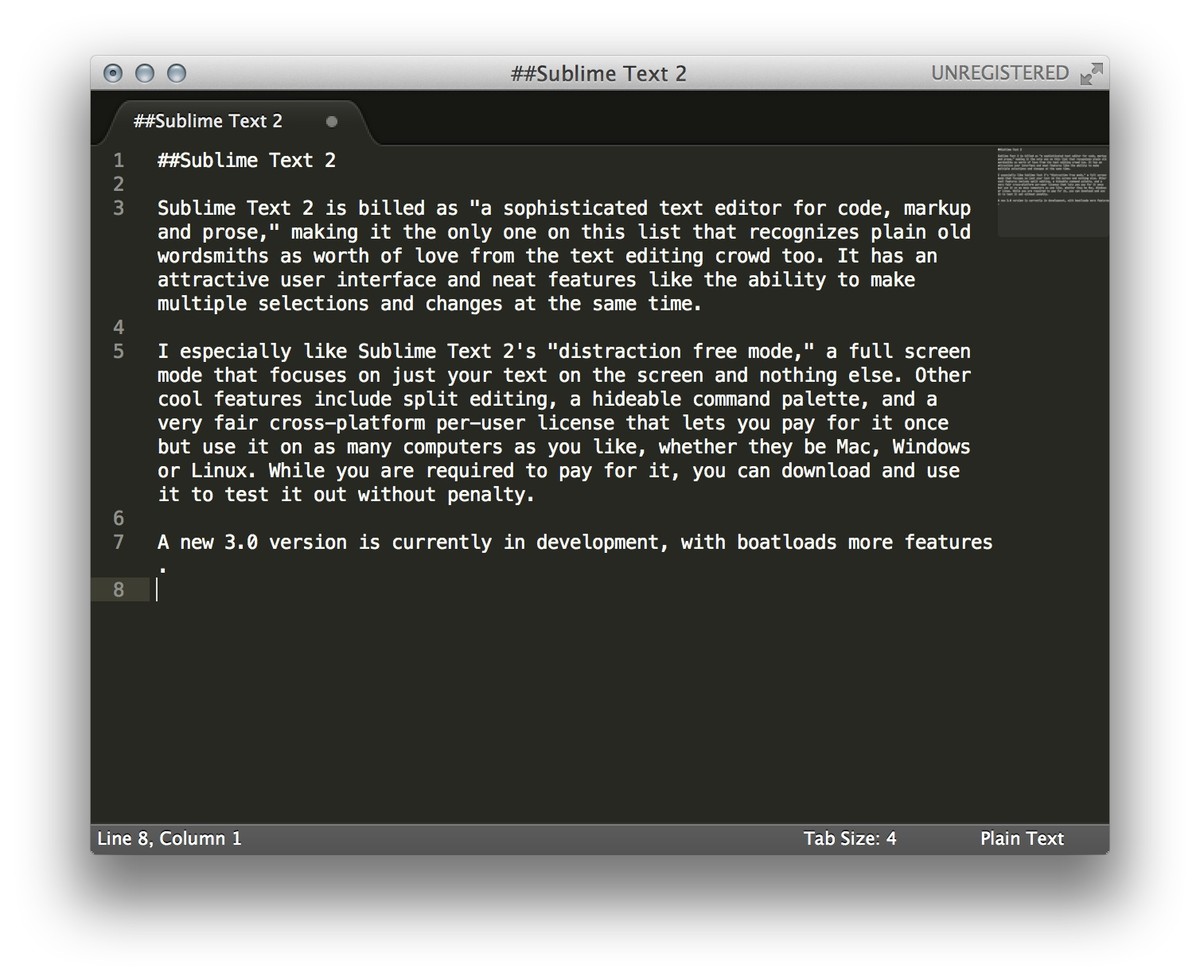 ##Sublime Text 2
UNREGISTERED
##Sublime Text 2
1 ##Sublime Text 2
2
3 Sublime Text 2 is billed as "a sophisticated text editor for code, markup
and prose," making it the only one on this list that recognizes plain old
wordsmiths as worth of love from the text editing crowd too. It has an
attractive user interface and neat features like the ability to make
multiple selections and changes at the same time.
4
5 I especially like Sublime Text 2's "distraction free mode," a full screen
mode that focuses on just your text on the screen and nothing else. Other
cool features include split editing, a hideable command palette, and a
very fair cross-platform per-user license that lets you pay for it once
but use it on as many computers as you like, whether they be Mac, Windows
or Linux. While you are required to pay for it, you can download and use
it to test it out without penalty.
6
7 A new 3.0 version is currently in development, with boatloads more features
.
8
Line 8, Column 1
Tab Size: 4
Plain Text